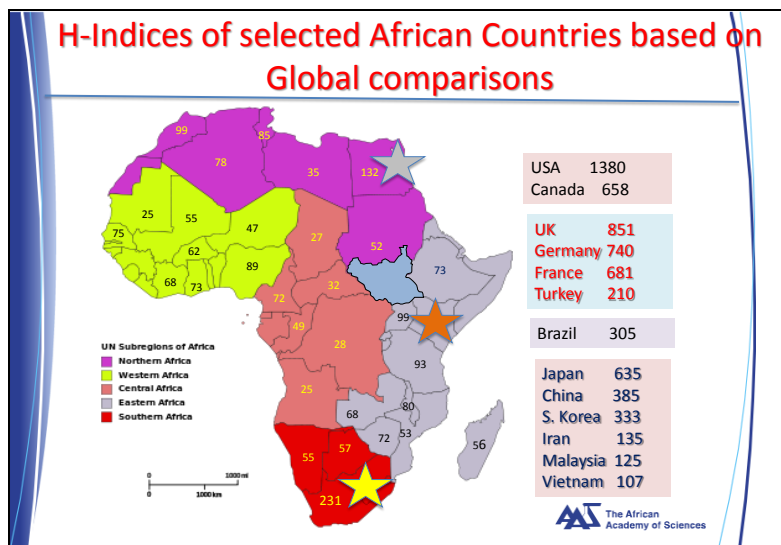 H-Indices of selected African Countries based on
Global comparisons
99
85
78
35
132
25
55
47
75
62
27
52
68
73
89
73
72
32
99
49
28
93
25
68
80
72
53
56
55
57
231
USA 1380
Canada 658
UK 851
Germany 740
France 681
Turkey 210
Brazil 305
Japan 635
China 385
S. Korea 333
Iran 135
Malaysia 125
Vietnam 107
UN Subregions of Africa
Northern Africa
Western Africa
Central Africa
Eastern Africa
Southern Africa
0 1000 mi
0 1000 km
AAS The African
Academy of Sciences